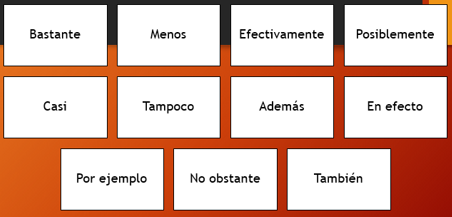 Bastante
Menos
Efectivamente
Posiblemente
Casi
Tampoco
Además
En efecto
Por ejemplo
No obstante
También